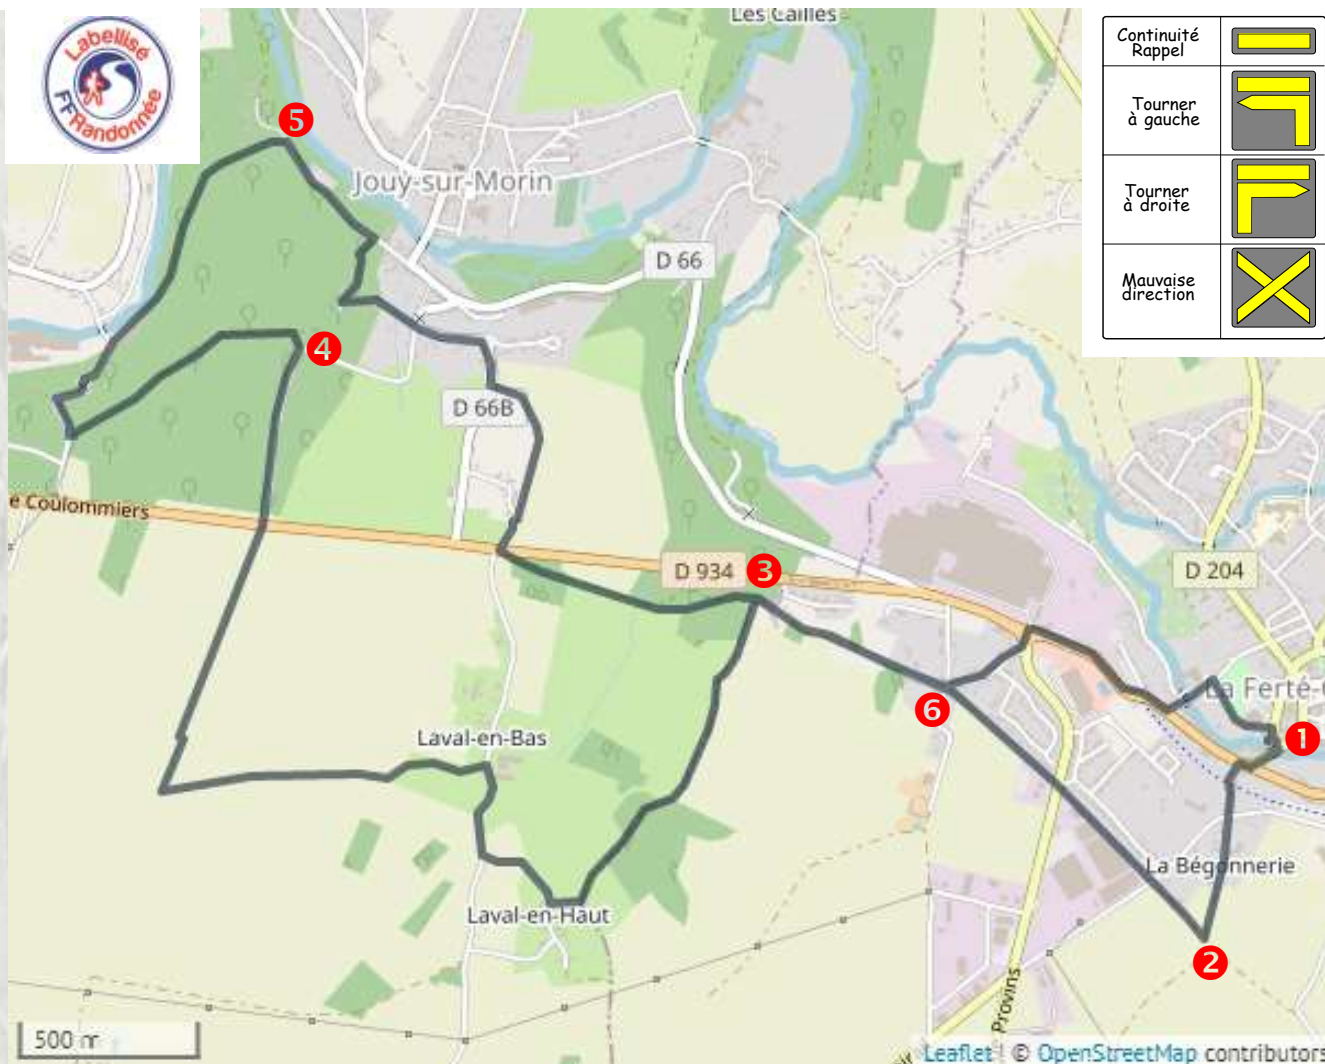 Labellisé
FFRandonnée
Les Cailles
Continuité
Rappel
Tourner
à gauche
Tourner
à droite
Mauvaise
direction
5
Jouy-sur-Morin
D 66
4
D 66B
e Coulommiers
D 934
3
D 204
La Ferté-G
6
1
Laval-en-Bas
La Bégonnerie
Laval-en-Haut
2
Provins
500 m
Leaflet | © OpenStreetMap contributors